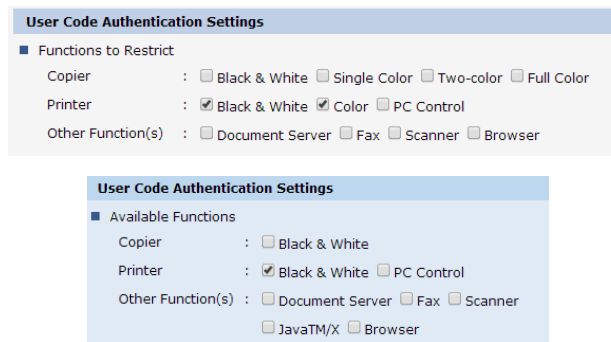 User Code Authentication Settings
Functions to Restrict
Copier : Black & White Single Color Two-color Full Color
Printer : Black & White Color PC Control
Other Function(s) : Document Server Fax Scanner Browser
User Code Authentication Settings
Available Functions
Copier : Black & White
Printer : Black & White PC Control
Other Function(s) : Document Server Fax Scanner
JavaTM/X Browser